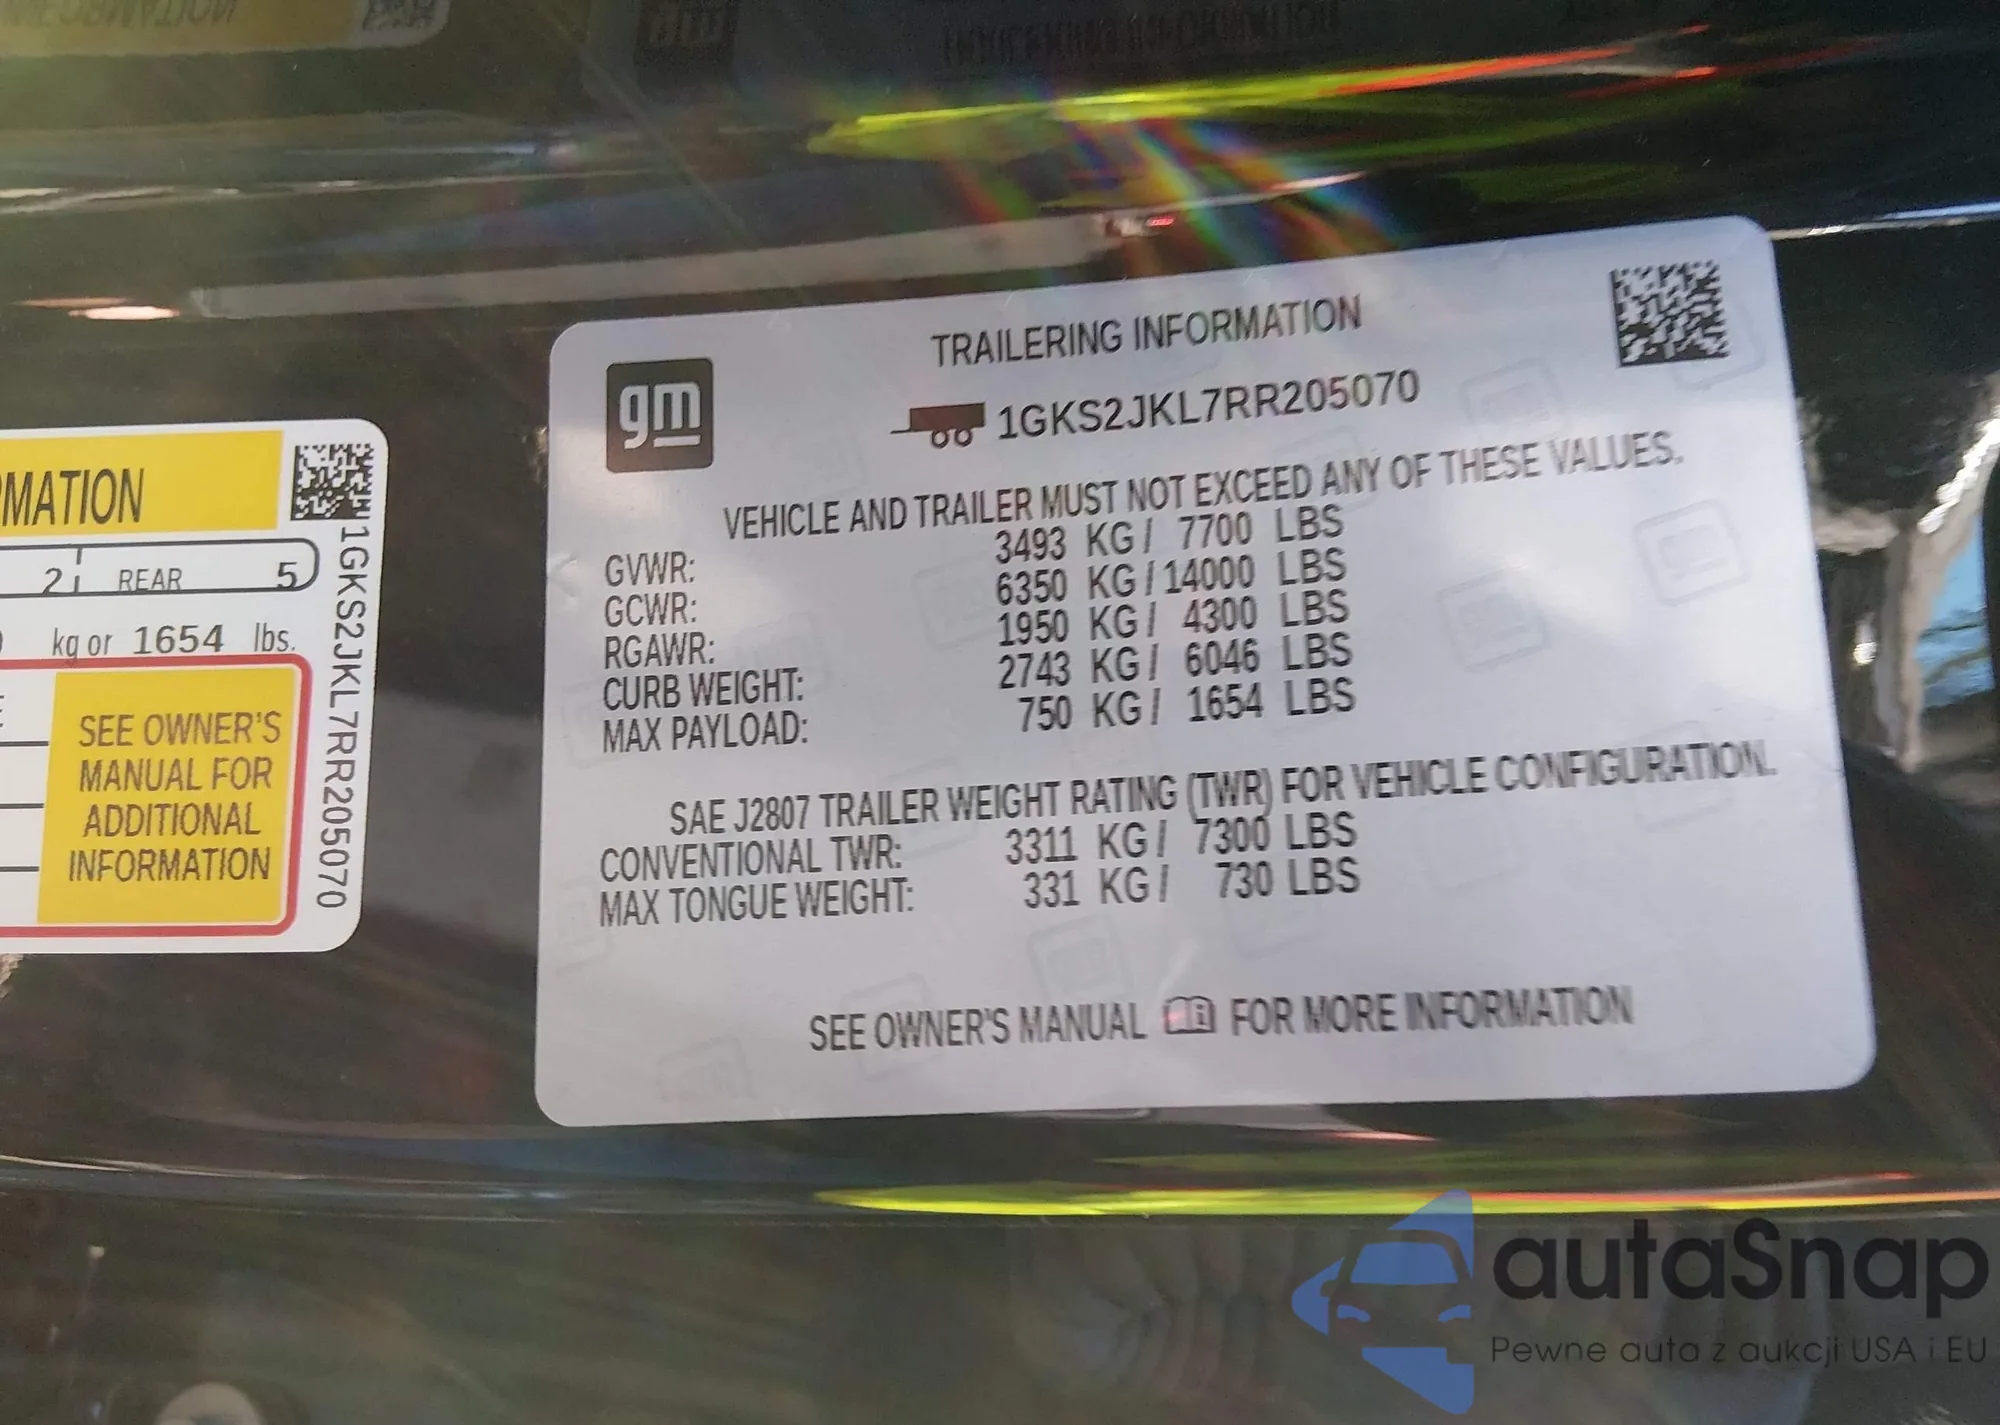 MATION
2 REAR 5
kg or 1654 lbs.
SEE OWNER'S
MANUAL FOR
ADDITIONAL
INFORMATION
1GKS2JKL7RR205070
gm
TRAILERING INFORMATION
1GKS2JKL7RR205070
VEHICLE AND TRAILER MUST NOT EXCEED ANY OF THESE VALUES.
GVWR: 3493 KG / 7700 LBS
GCWR: 6350 KG / 14000 LBS
RGAWR: 1950 KG / 4300 LBS
CURB WEIGHT: 2743 KG / 6046 LBS
MAX PAYLOAD: 750 KG / 1654 LBS
SAE J2807 TRAILER WEIGHT RATING (TWR) FOR VEHICLE CONFIGURATION.
CONVENTIONAL TWR: 3311 KG / 7300 LBS
MAX TONGUE WEIGHT: 331 KG / 730 LBS
SEE OWNER'S MANUAL FOR MORE INFORMATION
autaSnap
Pewne auta z aukcji USA i EU